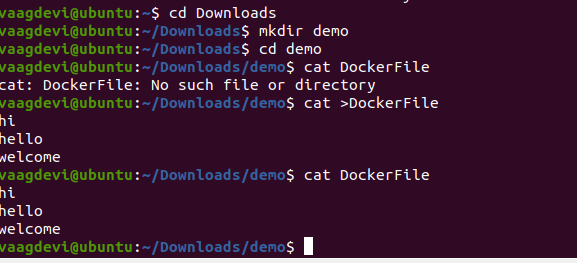 vaagdevi@ubuntu:~$ cd Downloads
vaagdevi@ubuntu:~/Downloads$ mkdir demo
vaagdevi@ubuntu:~/Downloads$ cd demo
vaagdevi@ubuntu:~/Downloads/demo$ cat DockerFile
cat: DockerFile: No such file or directory
vaagdevi@ubuntu:~/Downloads/demo$ cat >DockerFile
hi
hello
welcome
vaagdevi@ubuntu:~/Downloads/demo$ cat DockerFile
hi
hello
welcome
vaagdevi@ubuntu:~/Downloads/demo$